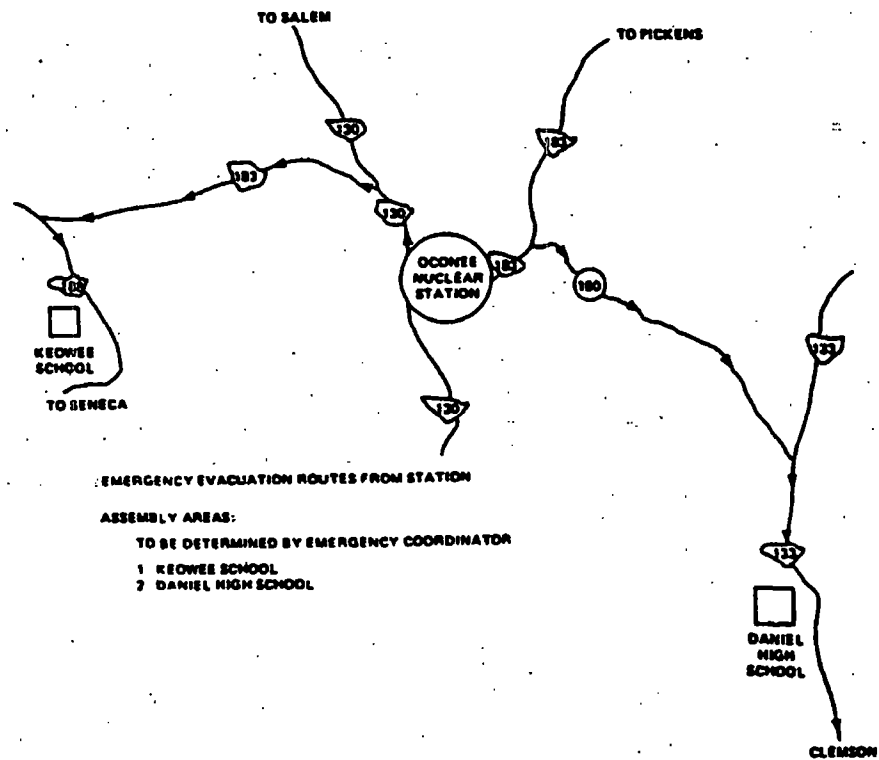 TO SALEM
TO PICKENS
130
183
183
130
OCONEE
NUCLEAR
STATION
183
133
KEOWEE
SCHOOL
TO SENECA
130
EMERGENCY EVACUATION ROUTES FROM STATION
ASSEMBLY AREAS:
TO BE DETERMINED BY EMERGENCY COORDINATOR
1 KEOWEE SCHOOL
2 DANIEL HIGH SCHOOL
133
DANIEL
HIGH
SCHOOL
CLEMSON